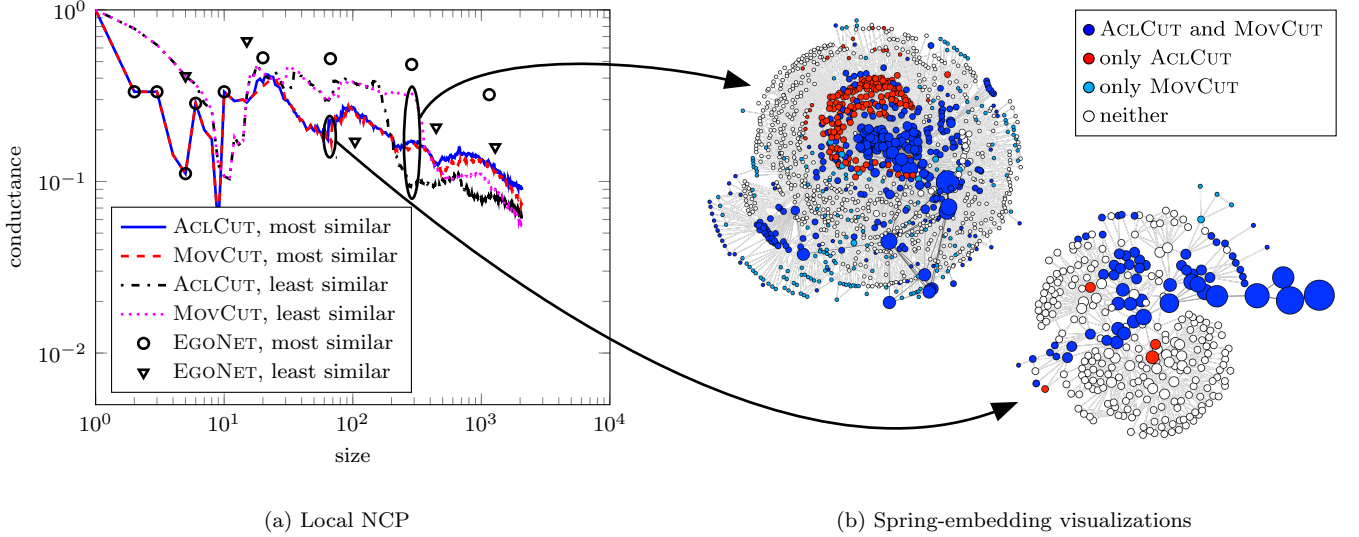 10^0
10^−1
10^−2
conductance
10^0 10^1 10^2 10^3 10^4
size
ACLCUT, most similar
MOVCUT, most similar
ACLCUT, least similar
MOVCUT, least similar
EGONET, most similar
EGONET, least similar
(a) Local NCP
ACLCUT and MOVCUT
only ACLCUT
only MOVCUT
neither
(b) Spring-embedding visualizations